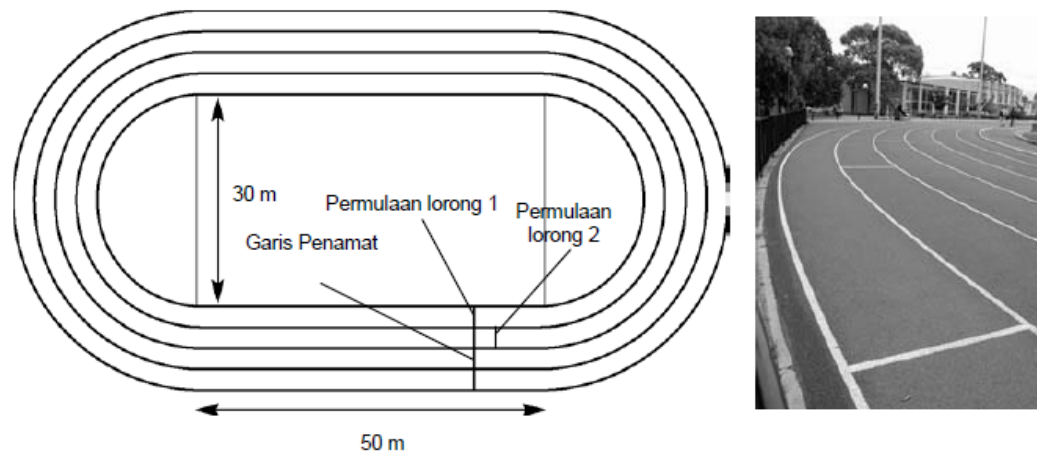 30 m
Permulaan lorong 1
Permulaan
lorong 2
Garis Penamat
50 m